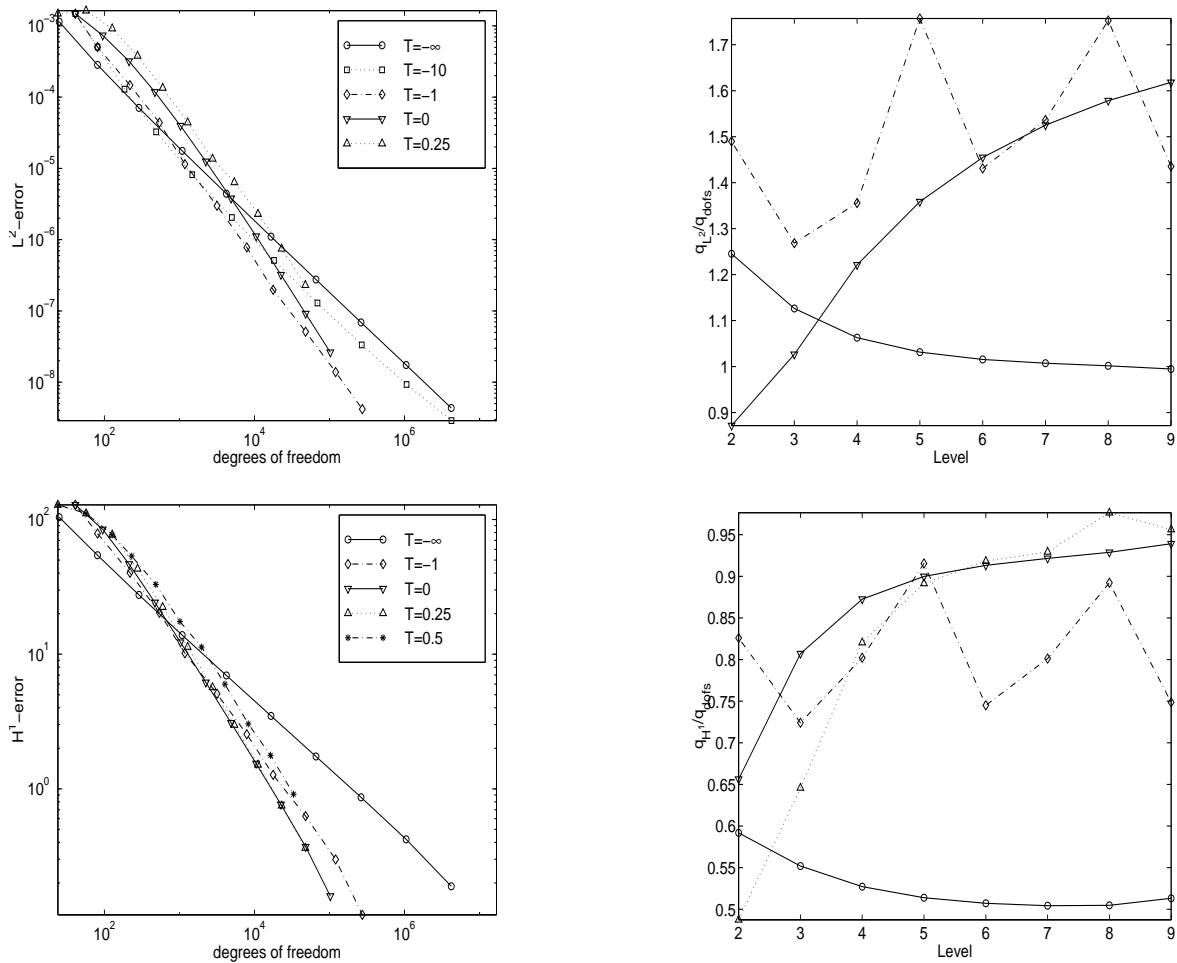 10^-3
10^-4
10^-5
10^-6
10^-7
10^-8
L^2-error
10^2
10^4
10^6
degrees of freedom
T=-∞
T=-10
T=-1
T=0
T=0.25
1.7
1.6
1.5
1.4
1.3
1.2
1.1
1
0.9
q_L^2/q_dofs
2 3 4 5 6 7 8 9
Level
10^2
10^1
10^0
H^1-error
10^2
10^4
10^6
degrees of freedom
T=-∞
T=-1
T=0
T=0.25
T=0.5
0.95
0.9
0.85
0.8
0.75
0.7
0.65
0.6
0.55
0.5
q_H^1/q_dofs
2 3 4 5 6 7 8 9
Level